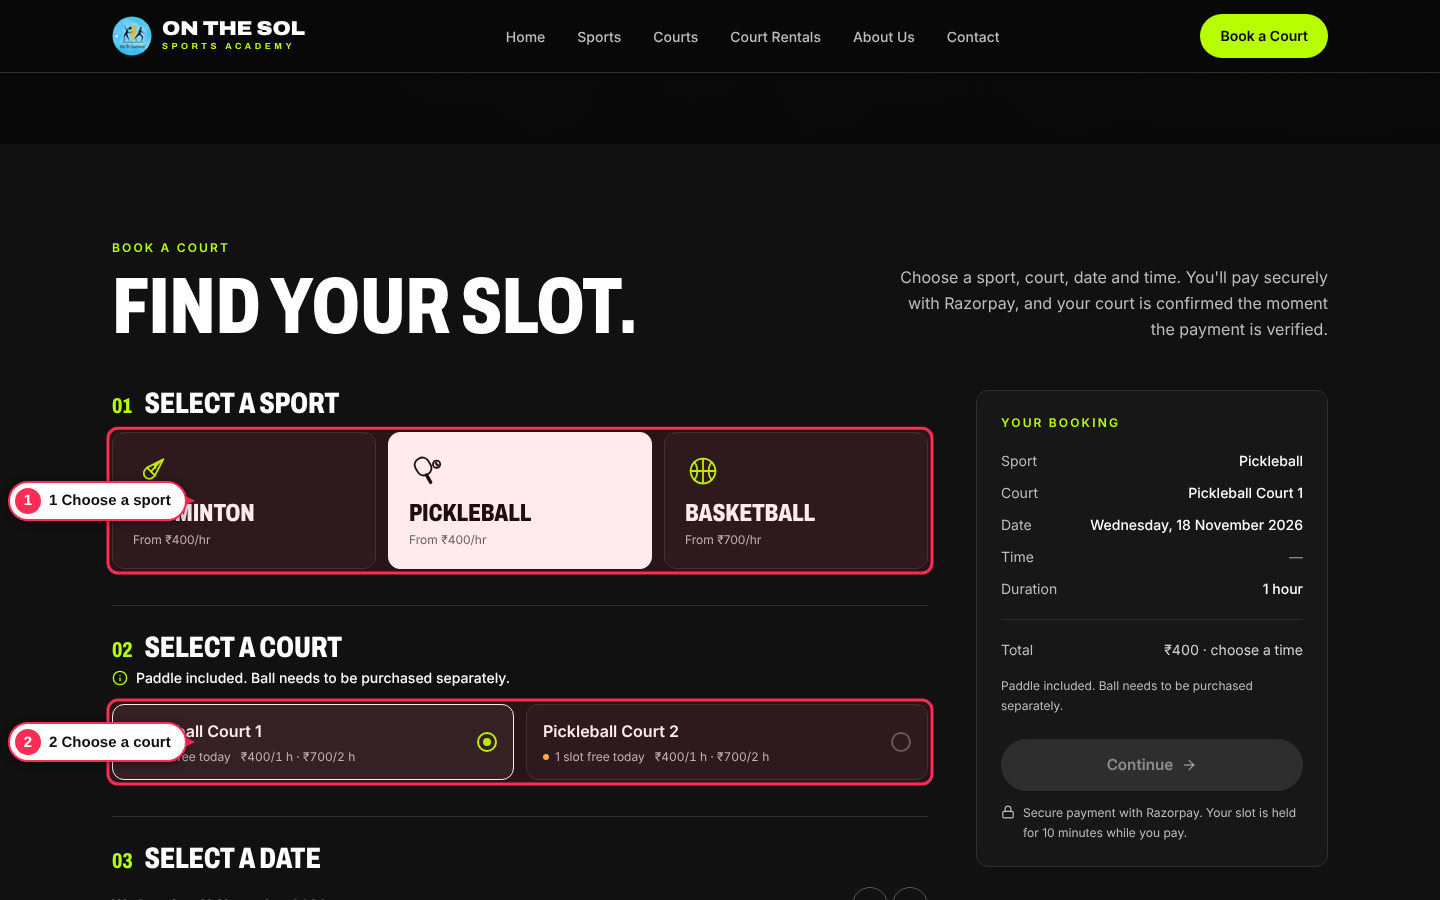 ON THE SOL
SPORTS ACADEMY
Home
Sports
Courts
Court Rentals
About Us
Contact
Book a Court
BOOK A COURT
FIND YOUR SLOT.
Choose a sport, court, date and time. You'll pay securely
with Razorpay, and your court is confirmed the moment
the payment is verified.
01 SELECT A SPORT
1 1 Choose a sport
MINTON
From ₹400/hr
PICKLEBALL
From ₹400/hr
BASKETBALL
From ₹700/hr
02 SELECT A COURT
Paddle included. Ball needs to be purchased separately.
2 2 Choose a court
all Court 1
ree today ₹400/1 h · ₹700/2 h
Pickleball Court 2
1 slot free today ₹400/1 h · ₹700/2 h
03 SELECT A DATE
YOUR BOOKING
Sport Pickleball
Court Pickleball Court 1
Date Wednesday, 18 November 2026
Time —
Duration 1 hour
Total ₹400 · choose a time
Paddle included. Ball needs to be purchased
separately.
Continue →
Secure payment with Razorpay. Your slot is held
for 10 minutes while you pay.